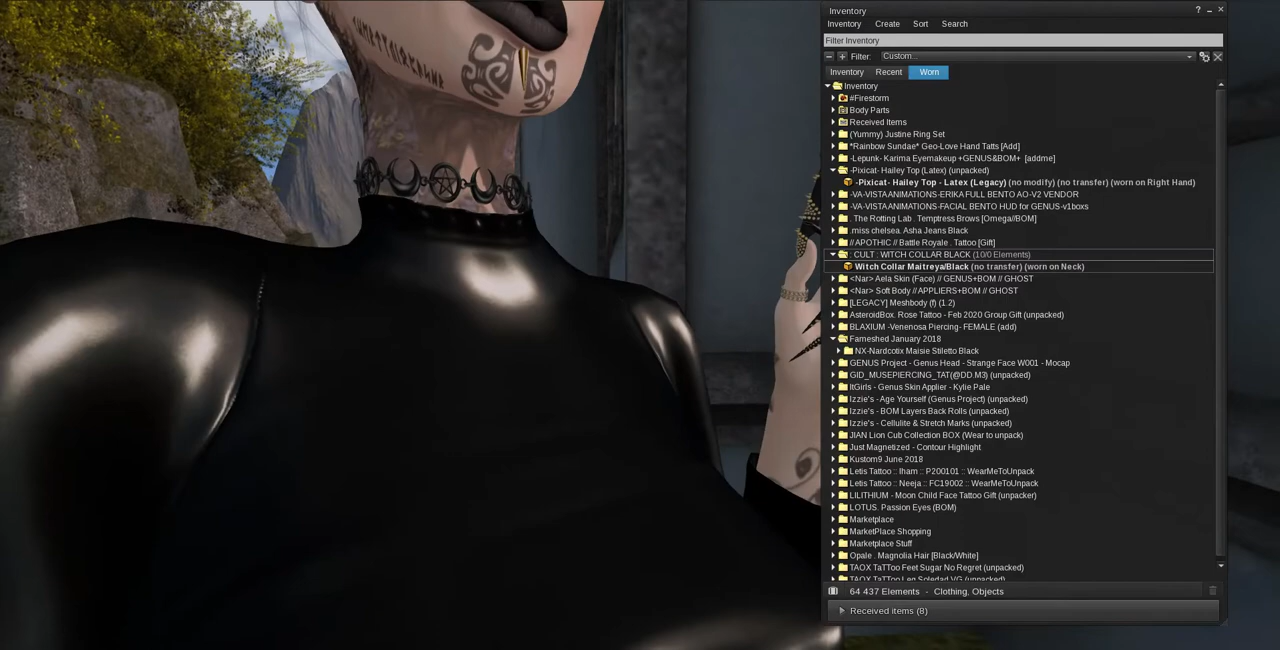 Inventory
? _ ×
Inventory Create Sort Search
Filter Inventory
Filter: Custom...
Inventory Recent Worn
Inventory
#Firestorm
Body Parts
Received Items
(Yummy) Justine Ring Set
*Rainbow Sundae* Geo-Love Hand Tatts [Add]
-Lepunk- Karima Eyemakeup +GENUS&BOM+ [addme]
-Pixicat- Hailey Top (Latex) (unpacked)
-Pixicat- Hailey Top - Latex (Legacy) (no modify) (no transfer) (worn on Right Hand)
-VA-VISTAANIMATIONS-ERIKA FULL BENTO AO-V2 VENDOR
-VA-VISTAANIMATIONS-FACIAL BENTO HUD for GENUS-v1boxs
. The Rotting Lab . Temptress Brows [Omega//BOM]
.miss chelsea. Asha Jeans Black
// APOTHIC // Battle Royale . Tattoo [Gift]
: CULT : WITCH COLLAR BLACK (10/0 Elements)
Witch Collar Maitreya/Black (no transfer) (worn on Neck)
<Nar> Aela Skin (Face) // GENUS+BOM // GHOST
<Nar> Soft Body // APPLIERS+BOM // GHOST
[LEGACY] Meshbody (f) (1.2)
AsteroidBox. Rose Tattoo - Feb 2020 Group Gift (unpacked)
BLAXIUM -Venenosa Piercing- FEMALE (add)
Fameshed January 2018
NX-Nardcotix Maisie Stiletto Black
GENUS Project - Genus Head - Strange Face W001 - Mocap
GID_MUSEPIERCING_TAT(@DD.M3) (unpacked)
ItGirls - Genus Skin Applier - Kylie Pale
Izzie's - Age Yourself (Genus Project) (unpacked)
Izzie's - BOM Layers Back Rolls (unpacked)
Izzie's - Cellulite & Stretch Marks (unpacked)
JIAN Lion Cub Collection BOX (Wear to unpack)
Just Magnetized - Contour Highlight
Kustom9 June 2018
Letis Tattoo :: Iham :: P200101 :: WearMeToUnpack
Letis Tattoo :: Neeja :: FC19002 :: WearMeToUnpack
LILITHIUM - Moon Child Face Tattoo Gift (unpacker)
LOTUS. Passion Eyes (BOM)
Marketplace
MarketPlace Shopping
Marketplace Stuff
Opale . Magnolia Hair [Black/White]
TAOX TaTToo Feet Sugar No Regret (unpacked)
TAOX TaTToo Leg Soledad VG (unpacked)
64 437 Elements - Clothing, Objects
Received items (8)